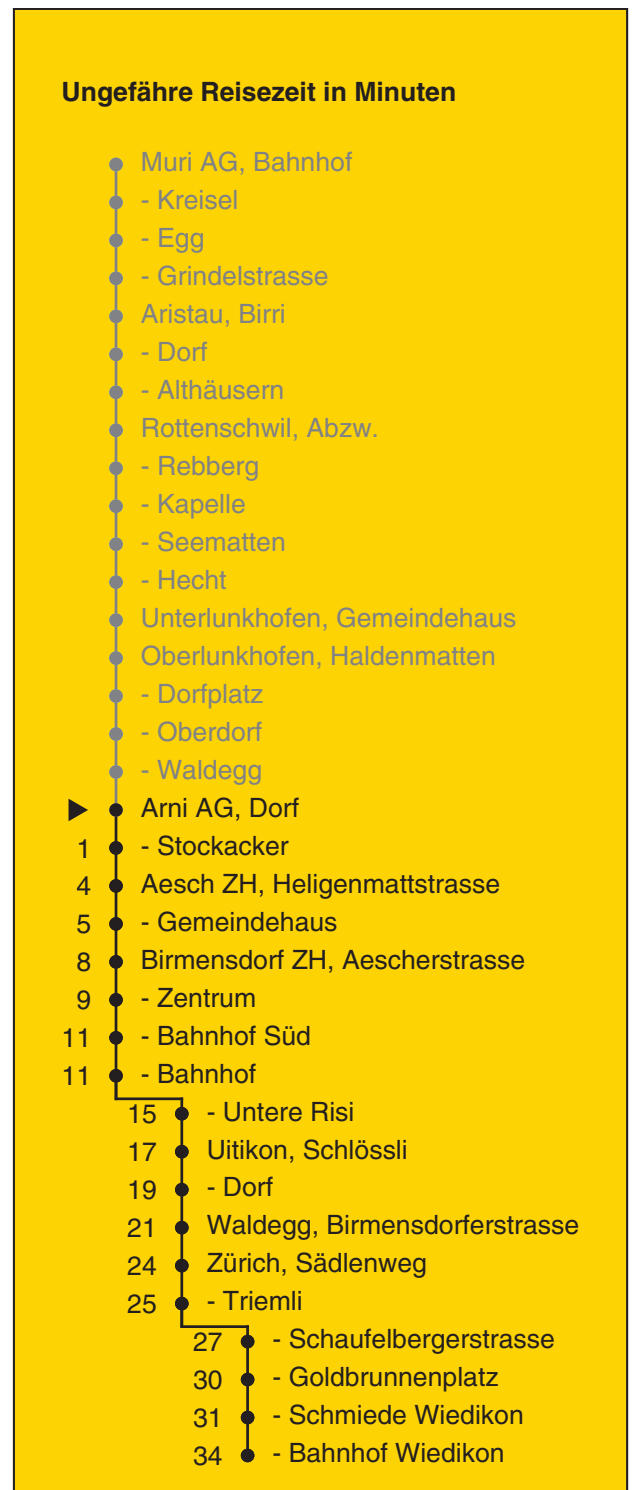 Ungefähre Reisezeit in Minuten
Muri AG, Bahnhof
- Kreisel
- Egg
- Grindelstrasse
Aristau, Birri
- Dorf
- Althäusern
Rottenschwil, Abzw.
- Rebberg
- Kapelle
- Seematten
- Hecht
Unterlunkhofen, Gemeindehaus
Oberlunkhofen, Haldenmatten
- Dorfplatz
- Oberdorf
- Waldegg
Arni AG, Dorf
1 - Stockacker
4 Aesch ZH, Heligenmattstrasse
5 - Gemeindehaus
8 Birmensdorf ZH, Aescherstrasse
9 - Zentrum
11 - Bahnhof Süd
11 - Bahnhof
15 - Untere Risi
17 Uitikon, Schlössli
19 - Dorf
21 Waldegg, Birmensdorferstrasse
24 Zürich, Sädlenweg
25 - Triemli
27 - Schaufelbergerstrasse
30 - Goldbrunnenplatz
31 - Schmiede Wiedikon
34 - Bahnhof Wiedikon